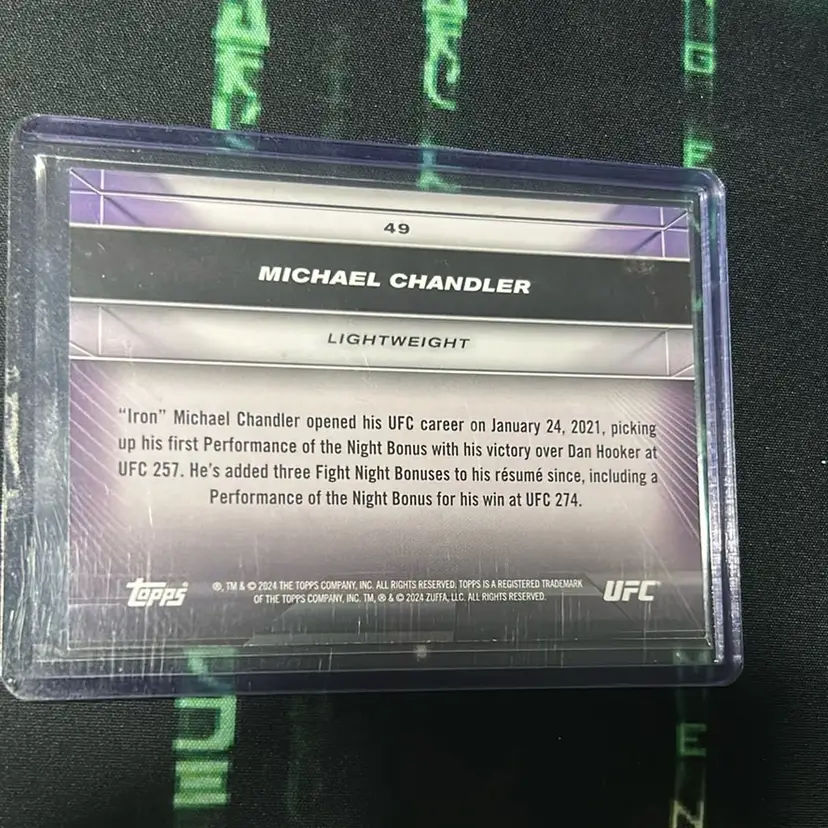 49
MICHAEL CHANDLER
LIGHTWEIGHT
“Iron” Michael Chandler opened his UFC career on January 24, 2021, picking
up his first Performance of the Night Bonus with his victory over Dan Hooker at
UFC 257. He’s added three Fight Night Bonuses to his résumé since, including a
Performance of the Night Bonus for his win at UFC 274.
topps
®, TM & © 2024 THE TOPPS COMPANY, INC. ALL RIGHTS RESERVED. TOPPS IS A REGISTERED TRADEMARK
OF THE TOPPS COMPANY, INC. TM, ® & © 2024 ZUFFA, LLC. ALL RIGHTS RESERVED.
UFC
G
E
E
N